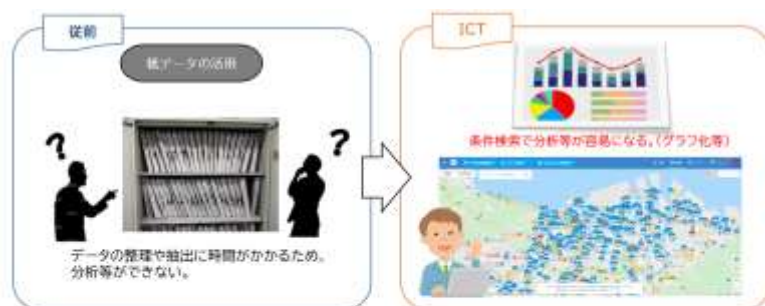 従前
紙データの活用
?
?
データの整理や抽出に時間がかかるため、
分析等ができない。
ICT
条件検索で分析等が容易になる。(グラフ化等)